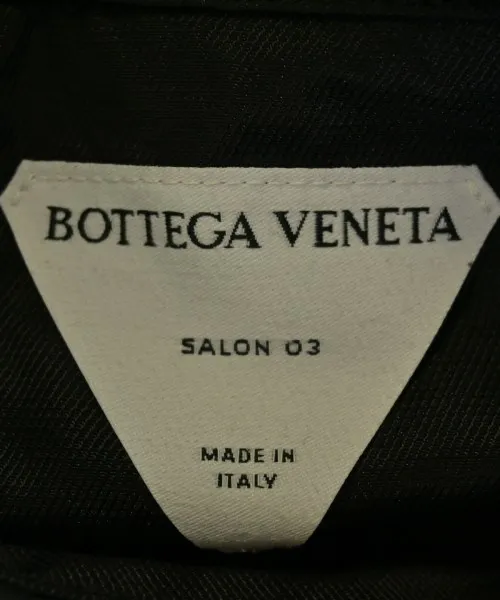 BOTTEGA VENETA
SALON 03
MADE IN
ITALY